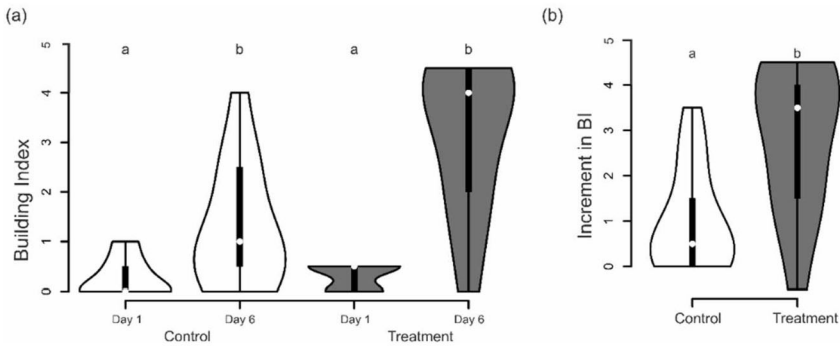 (a)
(b)
a b a b
a b
Building Index
0 1 2 3 4 5
Increment in BI
0 1 2 3 4 5
Day 1 Day 6 Day 1 Day 6
Control Treatment
Control Treatment